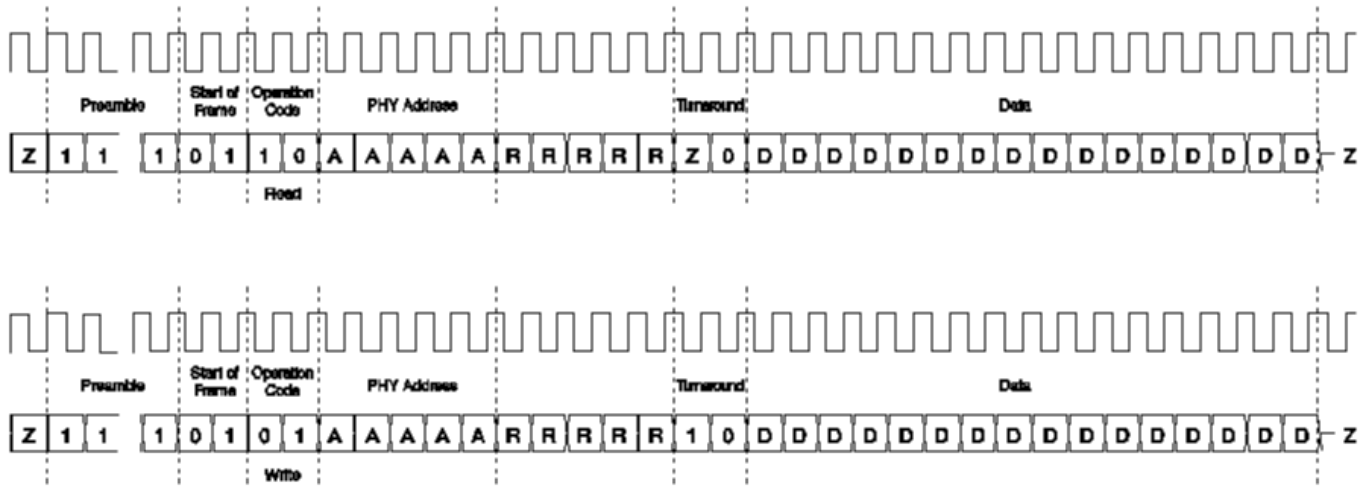 Preamble
Start of
Frame
Operation
Code
PHY Address
Turnaround
Data
Z 1 1 1 0 1 1 0 A A A A A R R R R R Z 0 D D D D D D D D D D D D D D D D Z
Read
Preamble
Start of
Frame
Operation
Code
PHY Address
Turnaround
Data
Z 1 1 1 0 1 0 1 A A A A A R R R R R 1 0 D D D D D D D D D D D D D D D D Z
Write